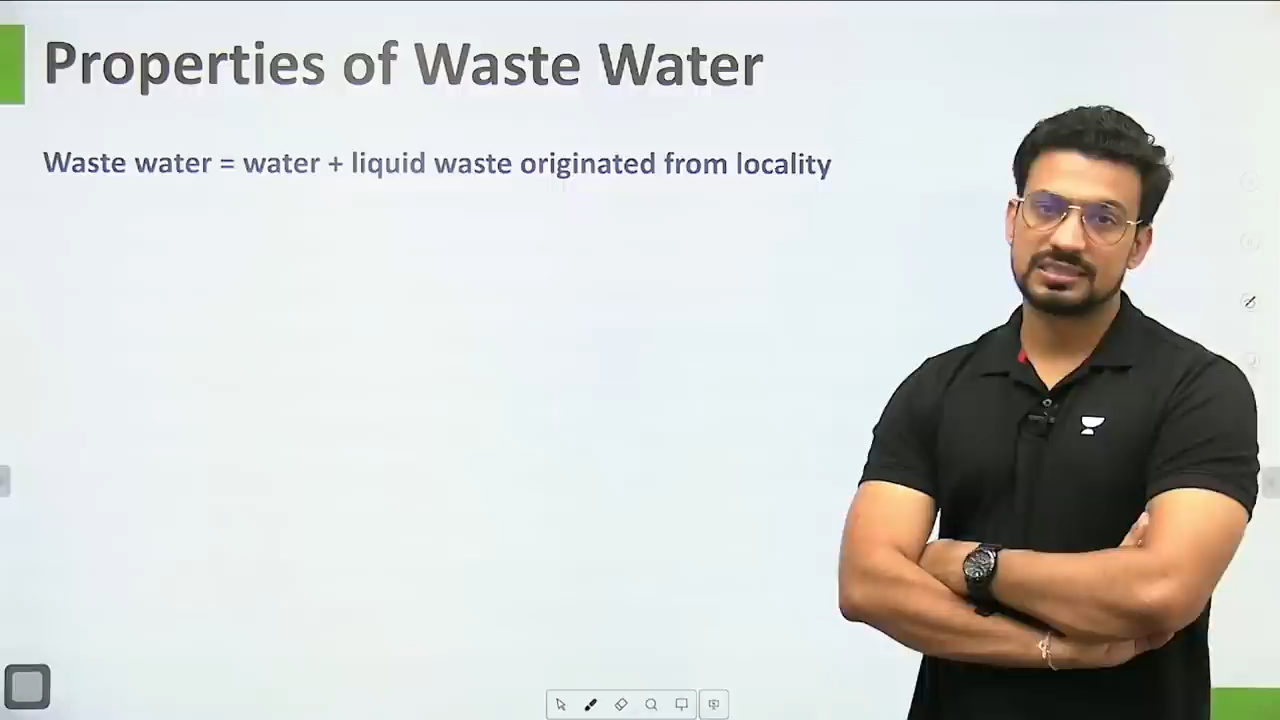 Properties of Waste Water
Waste water = water + liquid waste originated from locality